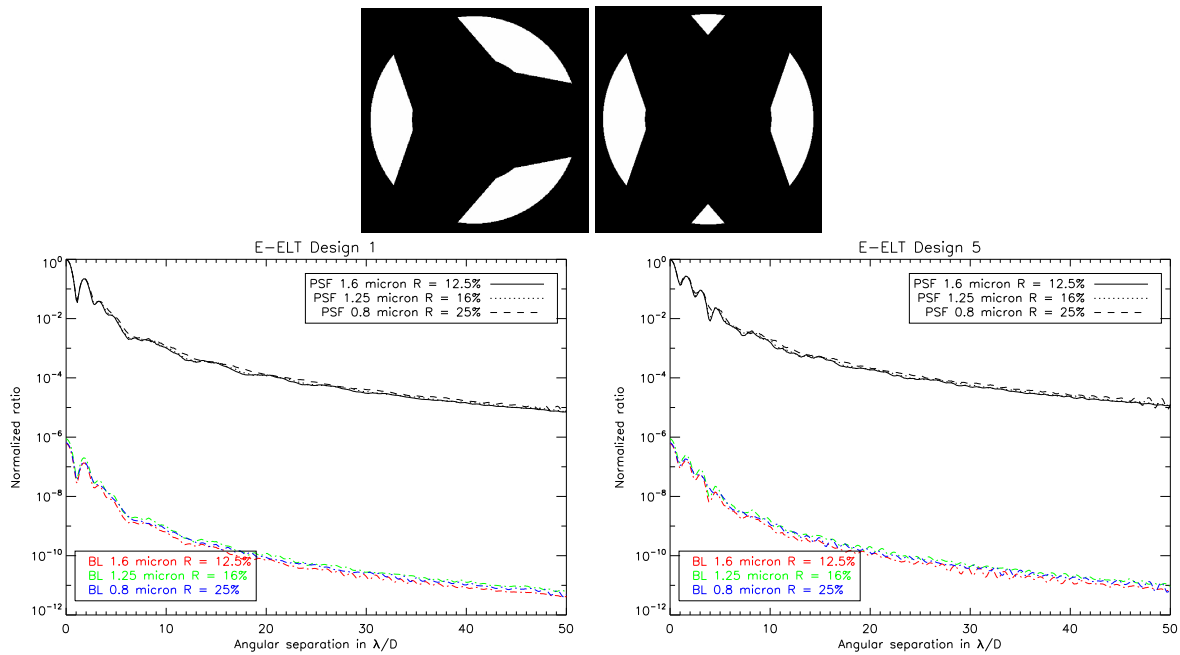 E-ELT Design 1
10^0
10^-2
10^-4
10^-6
10^-8
10^-10
10^-12
Normalized ratio
PSF 1.6 micron R = 12.5%
PSF 1.25 micron R = 16%
PSF 0.8 micron R = 25%
BL 1.6 micron R = 12.5%
BL 1.25 micron R = 16%
BL 0.8 micron R = 25%
0 10 20 30 40 50
Angular separation in λ/D
E-ELT Design 5
10^0
10^-2
10^-4
10^-6
10^-8
10^-10
10^-12
Normalized ratio
PSF 1.6 micron R = 12.5%
PSF 1.25 micron R = 16%
PSF 0.8 micron R = 25%
BL 1.6 micron R = 12.5%
BL 1.25 micron R = 16%
BL 0.8 micron R = 25%
0 10 20 30 40 50
Angular separation in λ/D